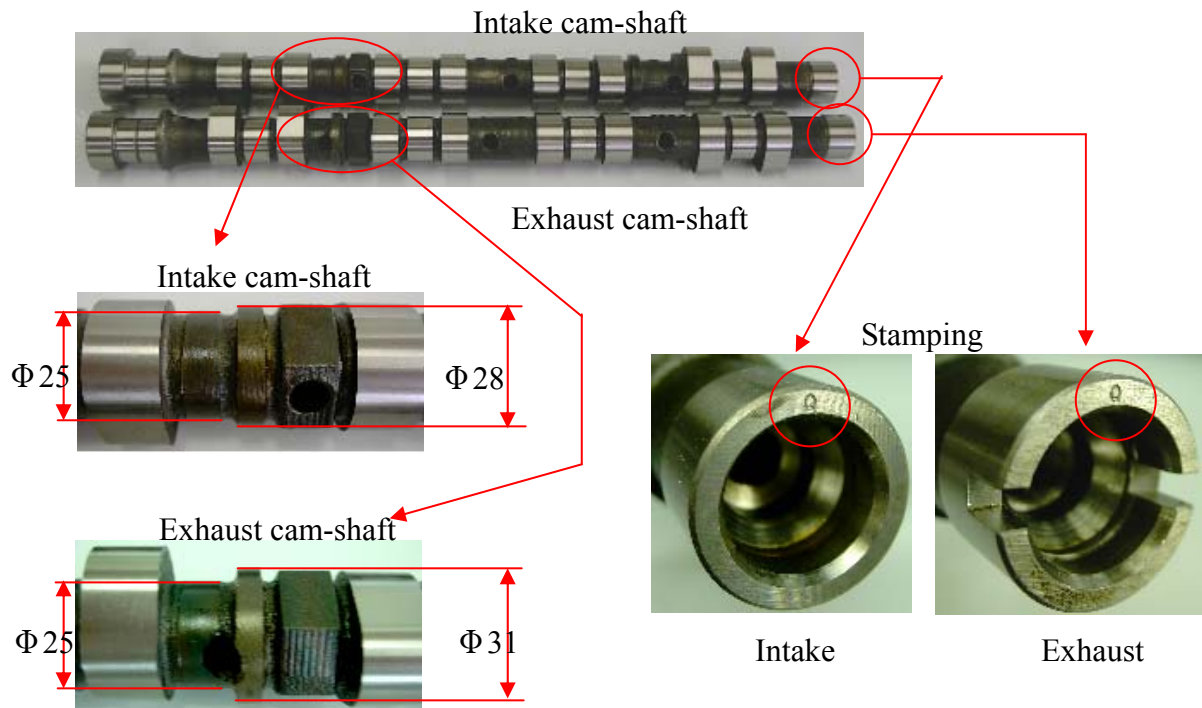 Intake cam-shaft
Exhaust cam-shaft
Intake cam-shaft
Φ25
Φ28
Exhaust cam-shaft
Φ25
Φ31
Stamping
Q
Q
Intake
Exhaust